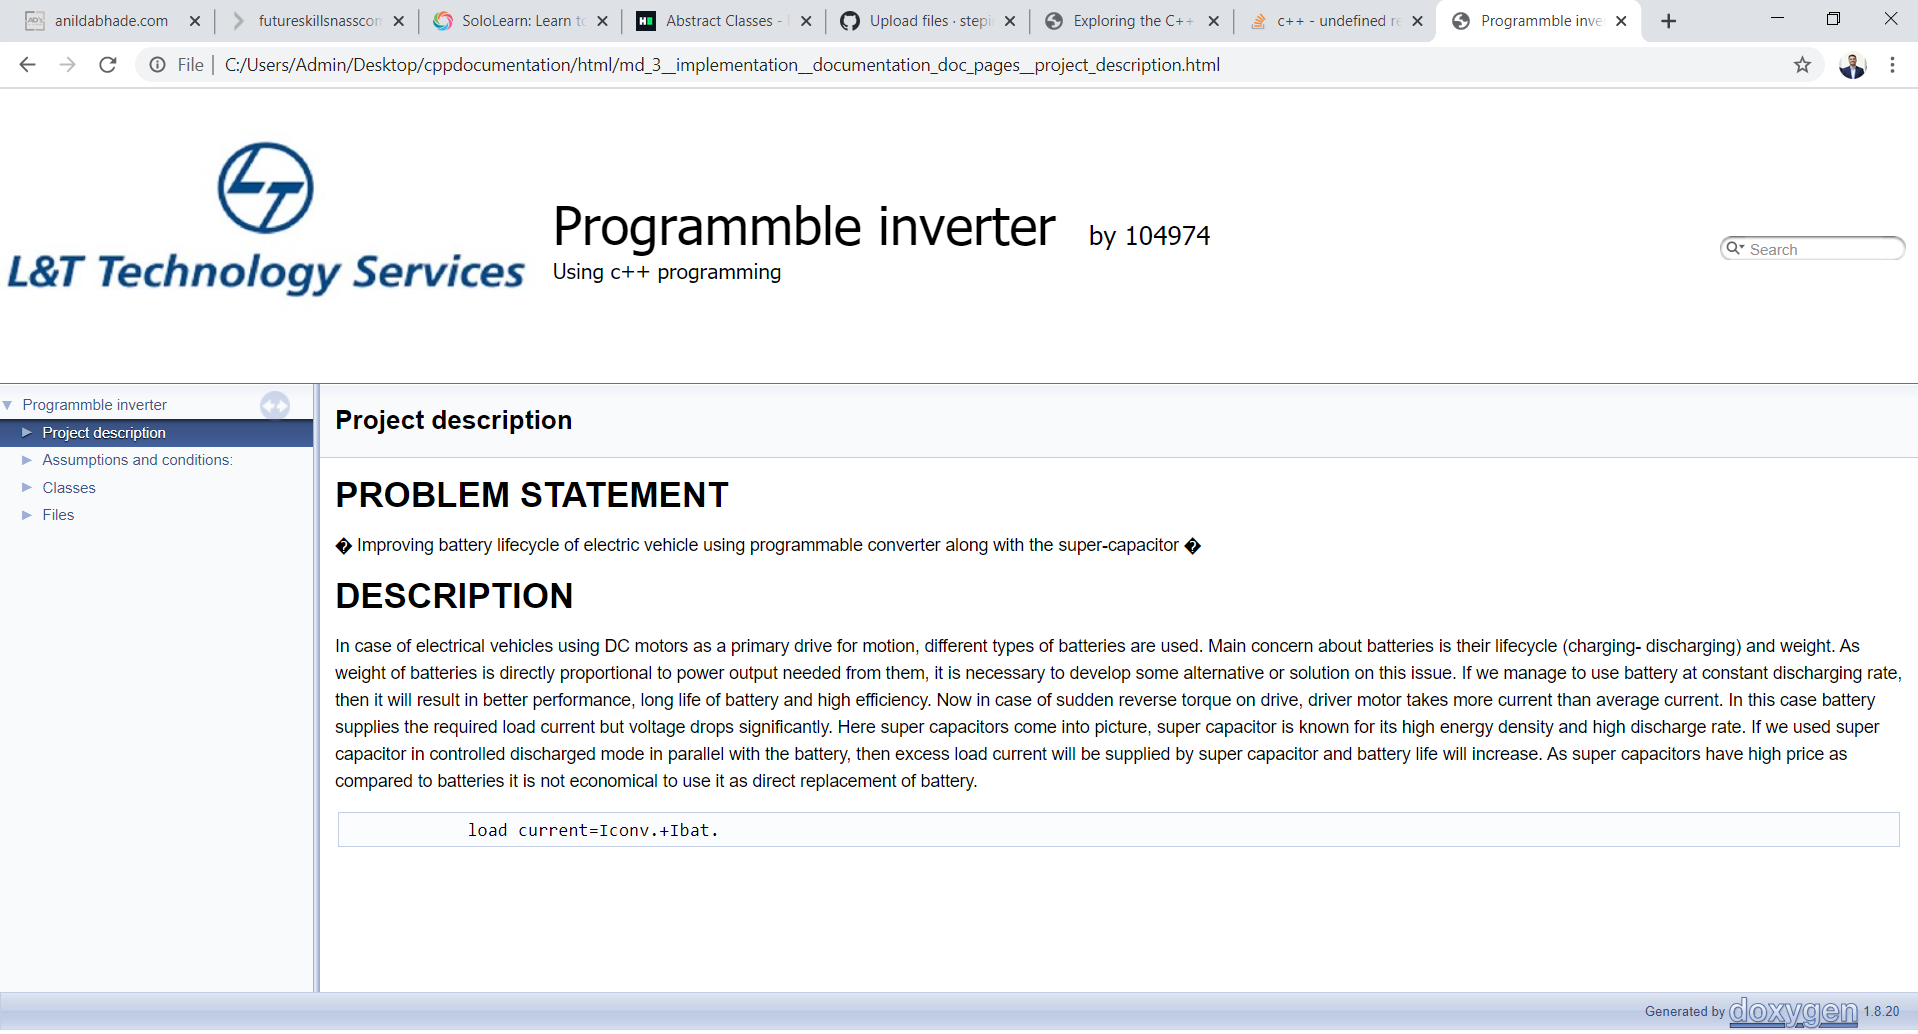 anildabhade.com
futureskillsnasscon
SoloLearn: Learn to
Abstract Classes -
Upload files · stepi
Exploring the C++
c++ - undefined re
Programmble inve
File
C:/Users/Admin/Desktop/cppdocumentation/html/md_3__implementation__documentation_doc_pages__project_description.html
LT
L&T Technology Services
Programmble inverter by 104974
Using c++ programming
Search
Programmble inverter
Project description
Assumptions and conditions:
Classes
Files
Project description
PROBLEM STATEMENT
� Improving battery lifecycle of electric vehicle using programmable converter along with the super-capacitor �
DESCRIPTION
In case of electrical vehicles using DC motors as a primary drive for motion, different types of batteries are used. Main concern about batteries is their lifecycle (charging- discharging) and weight. As
weight of batteries is directly proportional to power output needed from them, it is necessary to develop some alternative or solution on this issue. If we manage to use battery at constant discharging rate,
then it will result in better performance, long life of battery and high efficiency. Now in case of sudden reverse torque on drive, driver motor takes more current than average current. In this case battery
supplies the required load current but voltage drops significantly. Here super capacitors come into picture, super capacitor is known for its high energy density and high discharge rate. If we used super
capacitor in controlled discharged mode in parallel with the battery, then excess load current will be supplied by super capacitor and battery life will increase. As super capacitors have high price as
compared to batteries it is not economical to use it as direct replacement of battery.
load current=Iconv.+Ibat.
Generated by doxygen 1.8.20